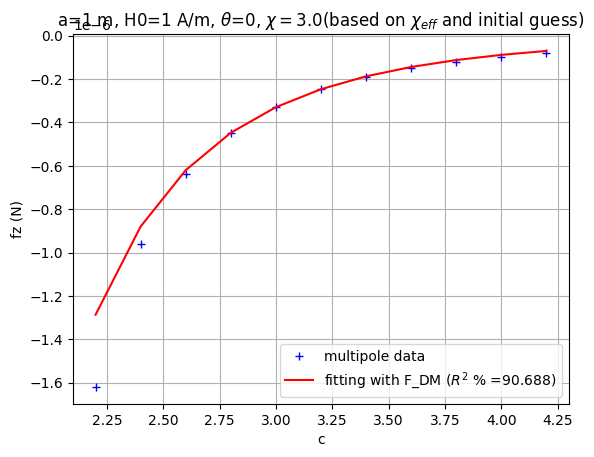 a=1 m, H0=1 A/m, θ=0, χ = 3.0(based on χ_eff and initial guess)
1e−6
0.0
−0.2
−0.4
−0.6
−0.8
−1.0
−1.2
−1.4
−1.6
fz (N)
multipole data
fitting with F_DM (R² % =90.688)
2.25 2.50 2.75 3.00 3.25 3.50 3.75 4.00 4.25
c